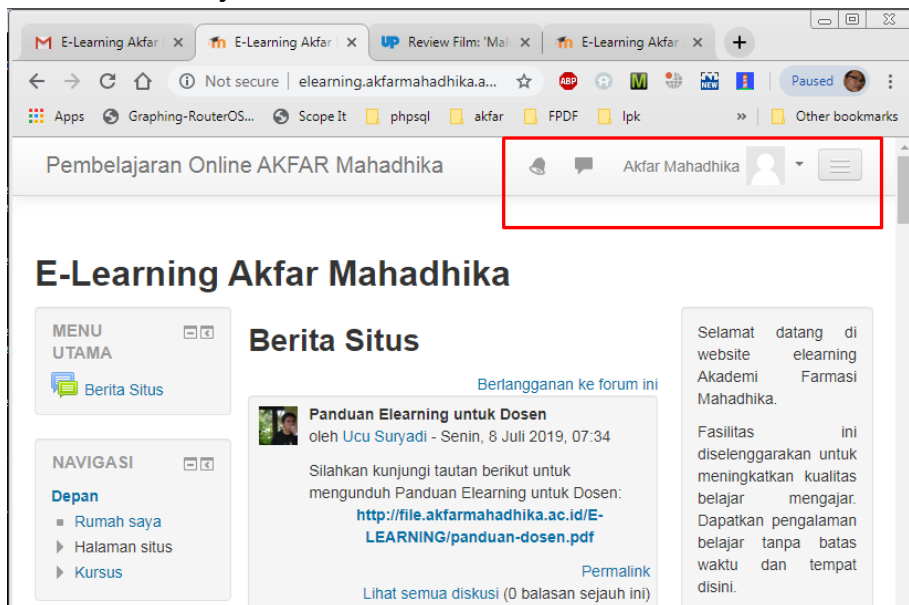 E-Learning Akfar
E-Learning Akfar
Review Film: 'Mal
E-Learning Akfar
Not secure
elearning.akfarmahadhika.a...
ABP
M
NEW
Paused
Apps
Graphing-RouterOS...
Scope It
phpsql
akfar
FPDF
lpk
»
Other bookmarks
Pembelajaran Online AKFAR Mahadhika
Akfar Mahadhika
E-Learning Akfar Mahadhika
MENU
UTAMA
Berita Situs
NAVIGASI
Depan
Rumah saya
Halaman situs
Kursus
Berita Situs
Berlangganan ke forum ini
Panduan Elearning untuk Dosen
oleh Ucu Suryadi - Senin, 8 Juli 2019, 07:34
Silahkan kunjungi tautan berikut untuk
mengunduh Panduan Elearning untuk Dosen:
http://file.akfarmahadhika.ac.id/E-
LEARNING/panduan-dosen.pdf
Permalink
Lihat semua diskusi (0 balasan sejauh ini)
Selamat datang di
website elearning
Akademi Farmasi
Mahadhika.
Fasilitas ini
diselenggarakan untuk
meningkatkan kualitas
belajar mengajar.
Dapatkan pengalaman
belajar tanpa batas
waktu dan tempat
disini.